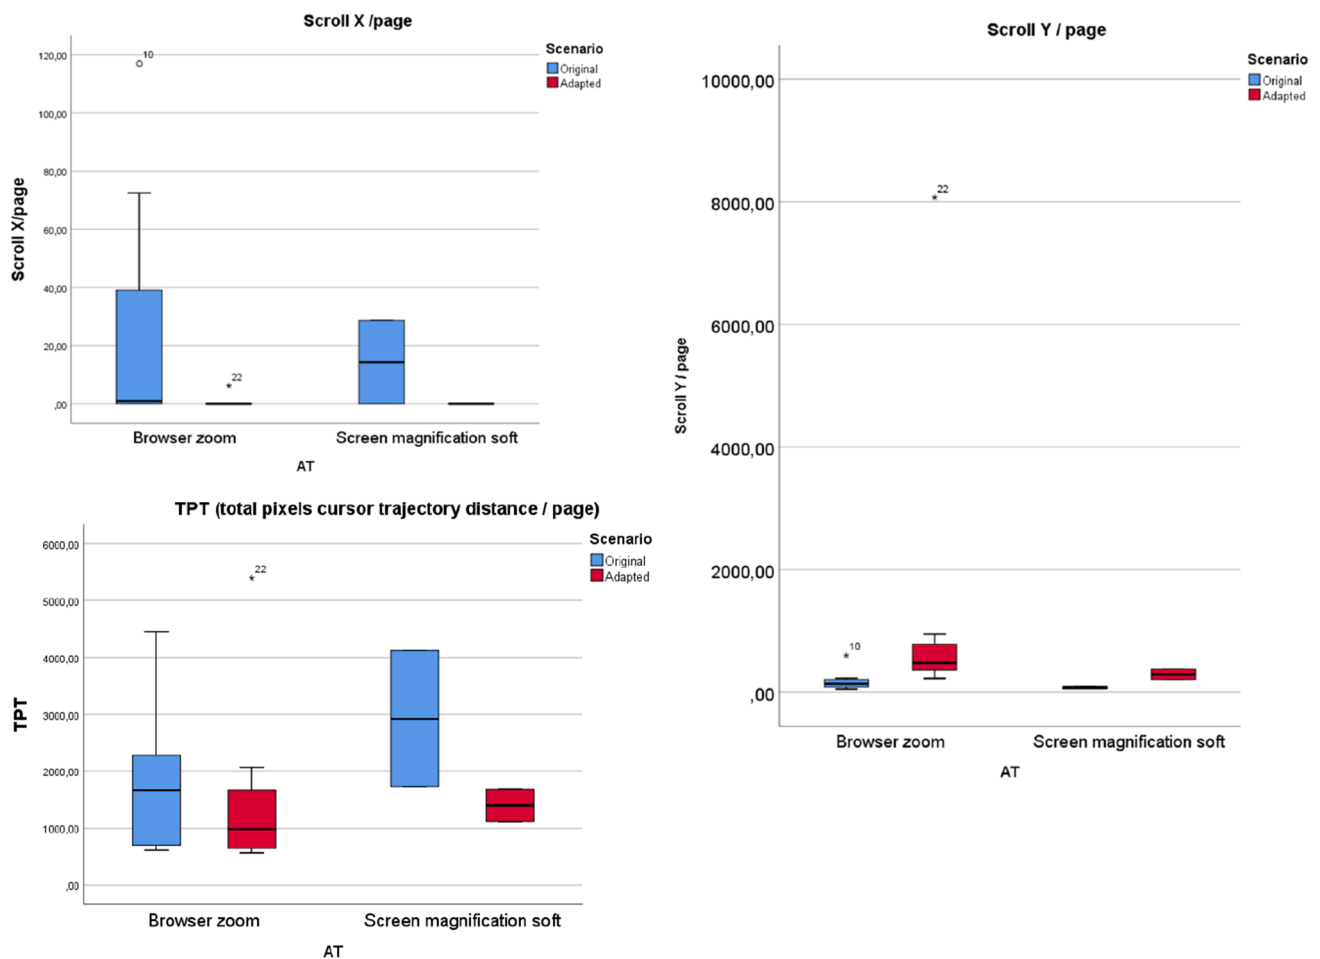 Scroll X /page
Scenario
Original
Adapted
120,00
100,00
80,00
60,00
40,00
20,00
,00
10
22
Scroll X/page
Browser zoom
Screen magnification soft
AT
Scroll Y / page
Scenario
Original
Adapted
10000,00
8000,00
6000,00
4000,00
2000,00
,00
22
10
Scroll Y / page
Browser zoom
Screen magnification soft
AT
TPT (total pixels cursor trajectory distance / page)
Scenario
Original
Adapted
6000,00
5000,00
4000,00
3000,00
2000,00
1000,00
,00
22
TPT
Browser zoom
Screen magnification soft
AT